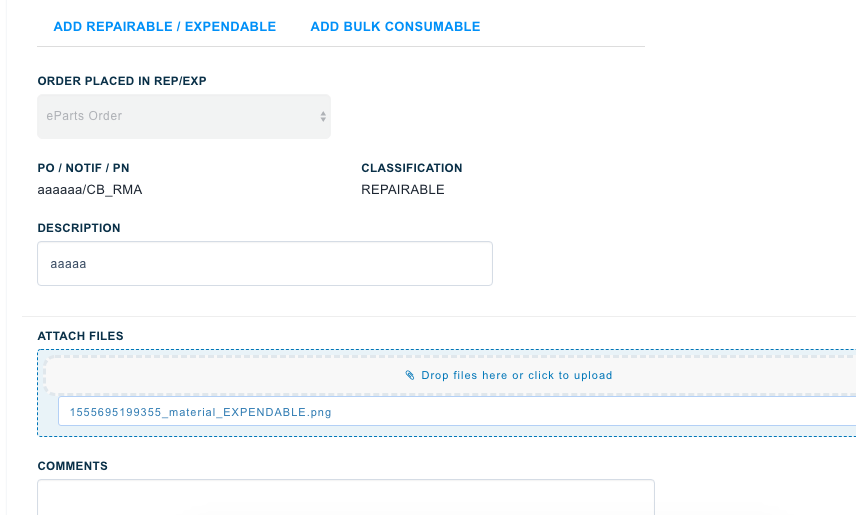 ADD REPAIRABLE / EXPENDABLE ADD BULK CONSUMABLE
ORDER PLACED IN REP/EXP
eParts Order
PO / NOTIF / PN CLASSIFICATION
aaaaaa/CB_RMA REPAIRABLE
DESCRIPTION
aaaaa
ATTACH FILES
Drop files here or click to upload
1555695199355_material_EXPENDABLE.png
COMMENTS